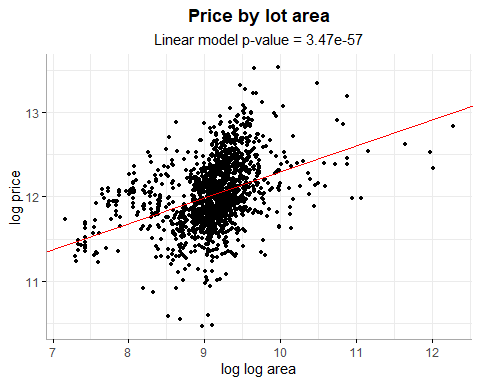 Price by lot area
Linear model p-value = 3.47e-57
13
12
11
log price
7 8 9 10 11 12
log log area